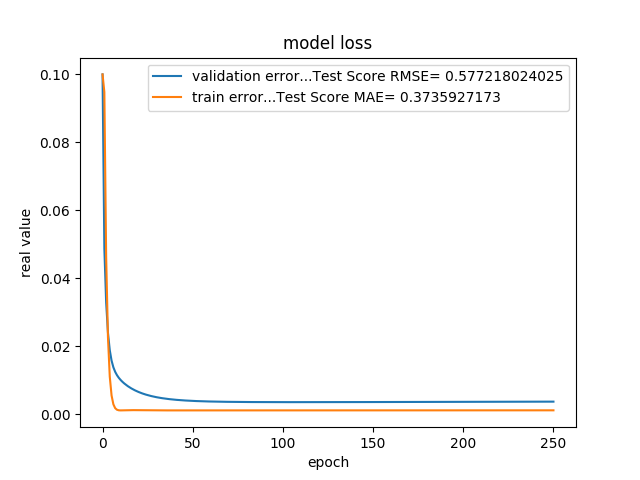 model loss
validation error...Test Score RMSE= 0.577218024025
train error...Test Score MAE= 0.3735927173
0.10
0.08
0.06
0.04
0.02
0.00
real value
0 50 100 150 200 250
epoch